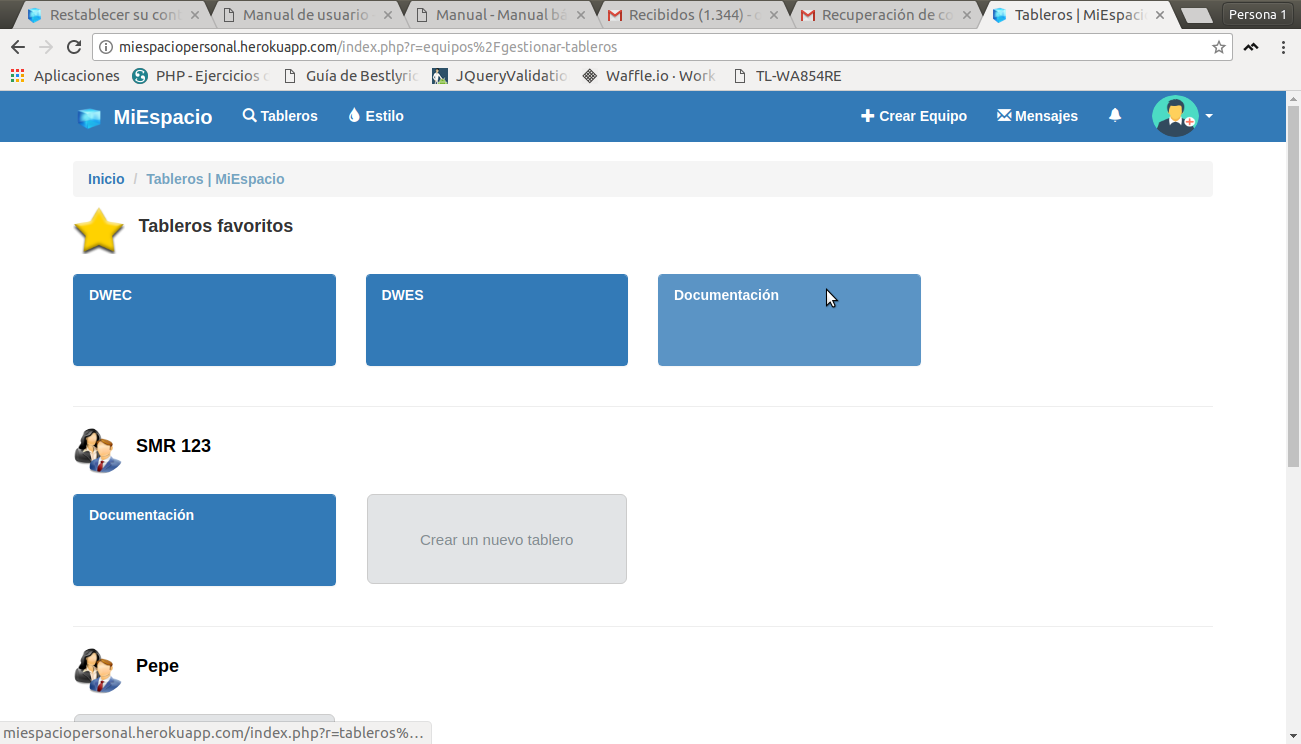 Restablecer su con
Manual de usuario
Manual - Manual bá
Recibidos (1.344) -
Recuperación de co
Tableros | MiEspaci
Persona 1
miespaciopersonal.herokuapp.com/index.php?r=equipos%2Fgestionar-tableros
Aplicaciones
PHP - Ejercicios
Guía de Bestlyric
JQueryValidatio
Waffle.io · Work
TL-WA854RE
MiEspacio
Tableros
Estilo
Crear Equipo
Mensajes
Inicio / Tableros | MiEspacio
Tableros favoritos
DWEC
DWES
Documentación
SMR 123
Documentación
Crear un nuevo tablero
Pepe
miespaciopersonal.herokuapp.com/index.php?r=tableros%...